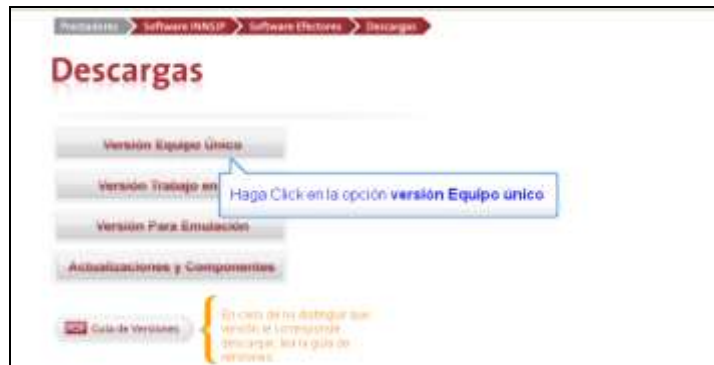 Prestadores Software INNSJP Software Efectores Descargas
Descargas
Versión Equipo Único
Versión Trabajo en
Haga Click en la opción versión Equipo único
Versión Para Emulación
Actualizaciones y Componentes
Guía de Versiones
En caso de no distinguir que
versión le corresponde
descargar, lea la guía de
versiones.